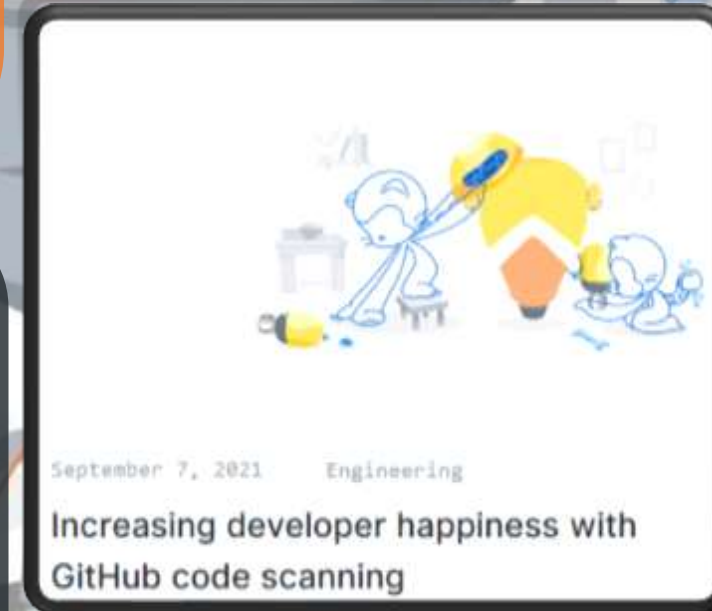 September 7, 2021 Engineering
Increasing developer happiness with
GitHub code scanning